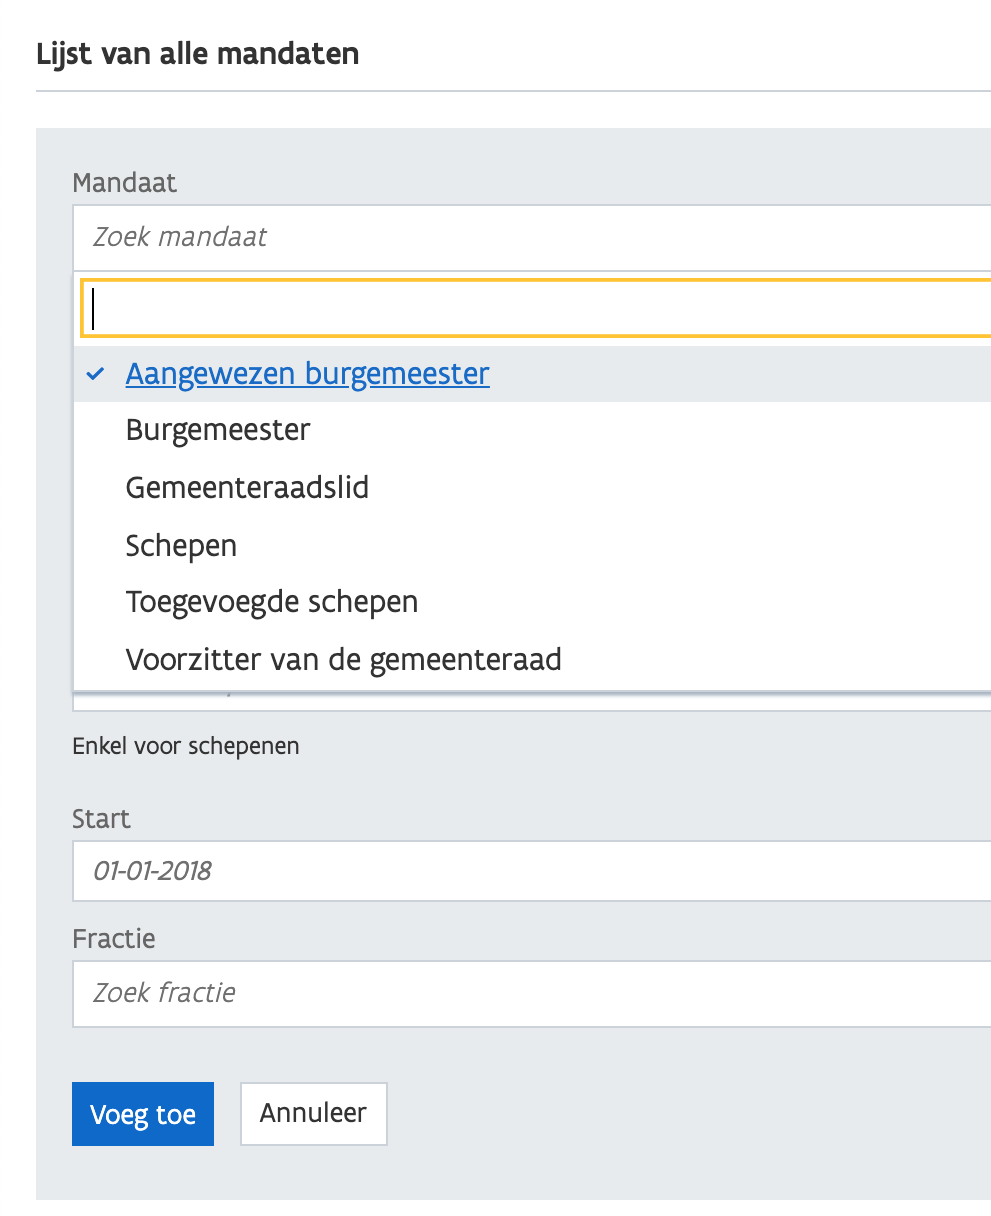 Lijst van alle mandaten
Mandaat
Zoek mandaat
Aangewezen burgemeester
Burgemeester
Gemeenteraadslid
Schepen
Toegevoegde schepen
Voorzitter van de gemeenteraad
Enkel voor schepenen
Start
01-01-2018
Fractie
Zoek fractie
Voeg toe
Annuleer